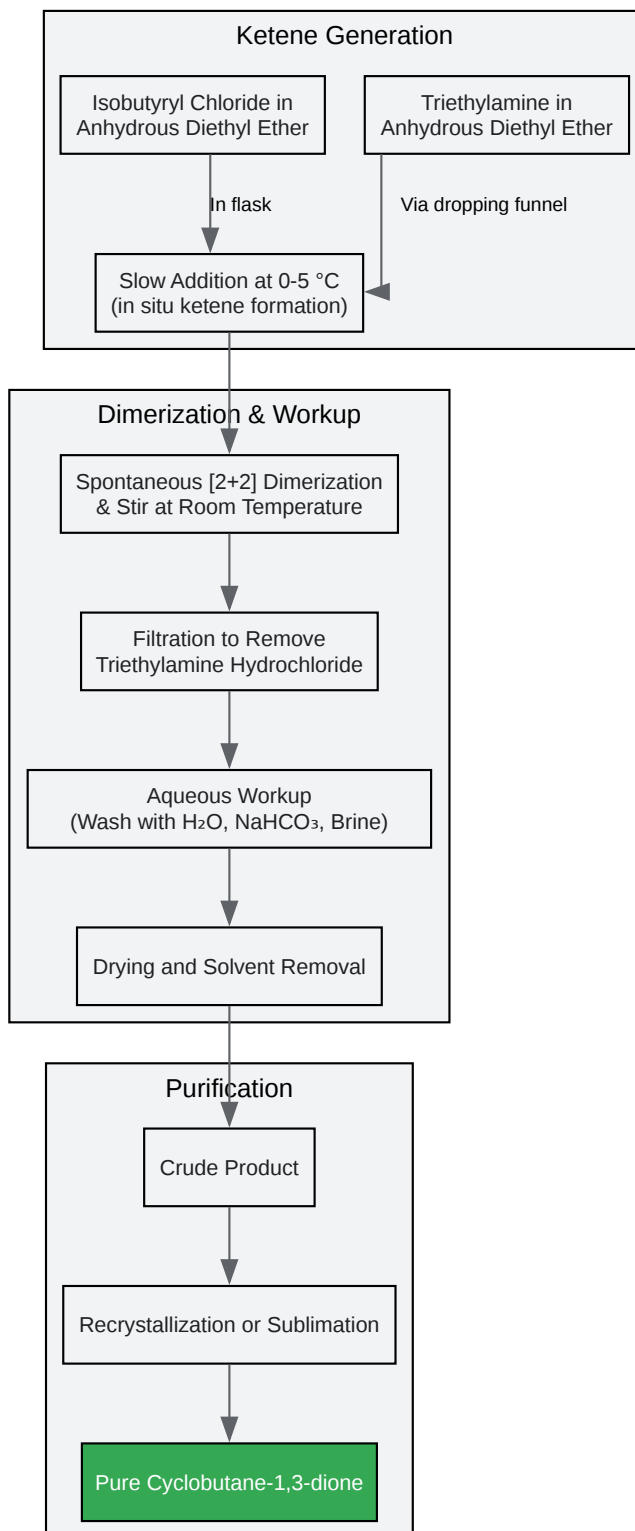 Ketene Generation
Isobutyryl Chloride in
Anhydrous Diethyl Ether
Triethylamine in
Anhydrous Diethyl Ether
In flask
Via dropping funnel
Slow Addition at 0-5 °C
(in situ ketene formation)
Dimerization & Workup
Spontaneous [2+2] Dimerization
& Stir at Room Temperature
Filtration to Remove
Triethylamine Hydrochloride
Aqueous Workup
(Wash with H₂O, NaHCO₃, Brine)
Drying and Solvent Removal
Purification
Crude Product
Recrystallization or Sublimation
Pure Cyclobutane-1,3-dione